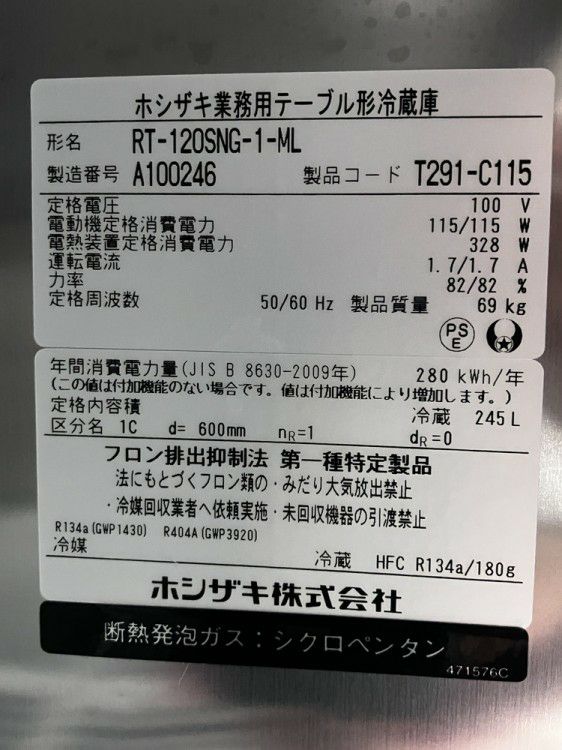 ホシザキ業務用テーブル形冷蔵庫
形名 RT-120SNG-1-ML
製造番号 A100246 製品コード T291-C115
定格電圧 100 V
電動機定格消費電力 115/115 W
電熱装置定格消費電力 328 W
運転電流 1.7/1.7 A
力率 82/82 %
定格周波数 50/60 Hz 製品質量 69 kg
PS E
年間消費電力量(JIS B 8630-2009年) 280 kWh/年
(この値は付加機能のない場合です。値は付加機能により増加します。)
定格内容積 冷蔵 245 L
区分名 1C d= 600mm nR=1 dR=0
フロン排出抑制法 第一種特定製品
法にもとづくフロン類の・みだり大気放出禁止
・冷媒回収業者へ依頼実施・未回収機器の引渡禁止
R134a(GWP1430) R404A(GWP3920)
冷媒 冷蔵 HFC R134a/180g
ホシザキ株式会社
断熱発泡ガス:シクロペンタン
471576C